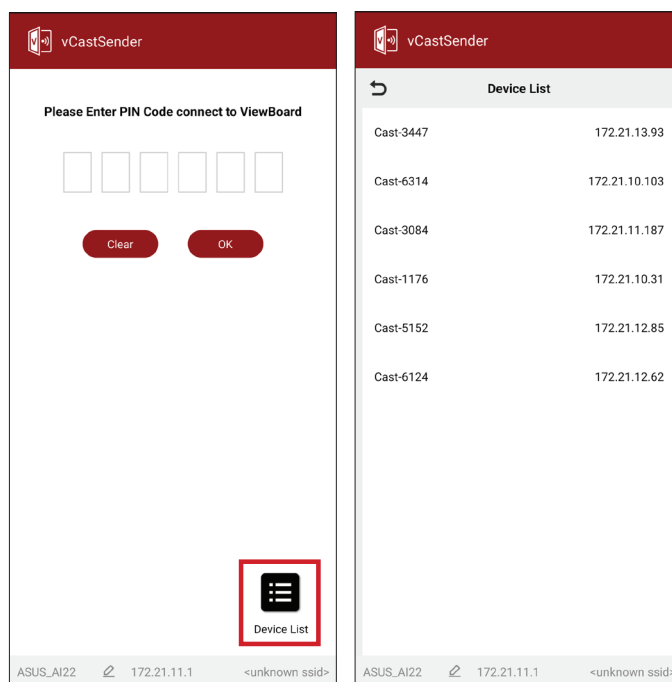 vCastSender
Please Enter PIN Code connect to ViewBoard
Clear OK
Device List
ASUS_AI22 172.21.11.1 <unknown ssid>
vCastSender
Device List
Cast-3447 172.21.13.93
Cast-6314 172.21.10.103
Cast-3084 172.21.11.187
Cast-1176 172.21.10.31
Cast-5152 172.21.12.85
Cast-6124 172.21.12.62
ASUS_AI22 172.21.11.1 <unknown ssid>